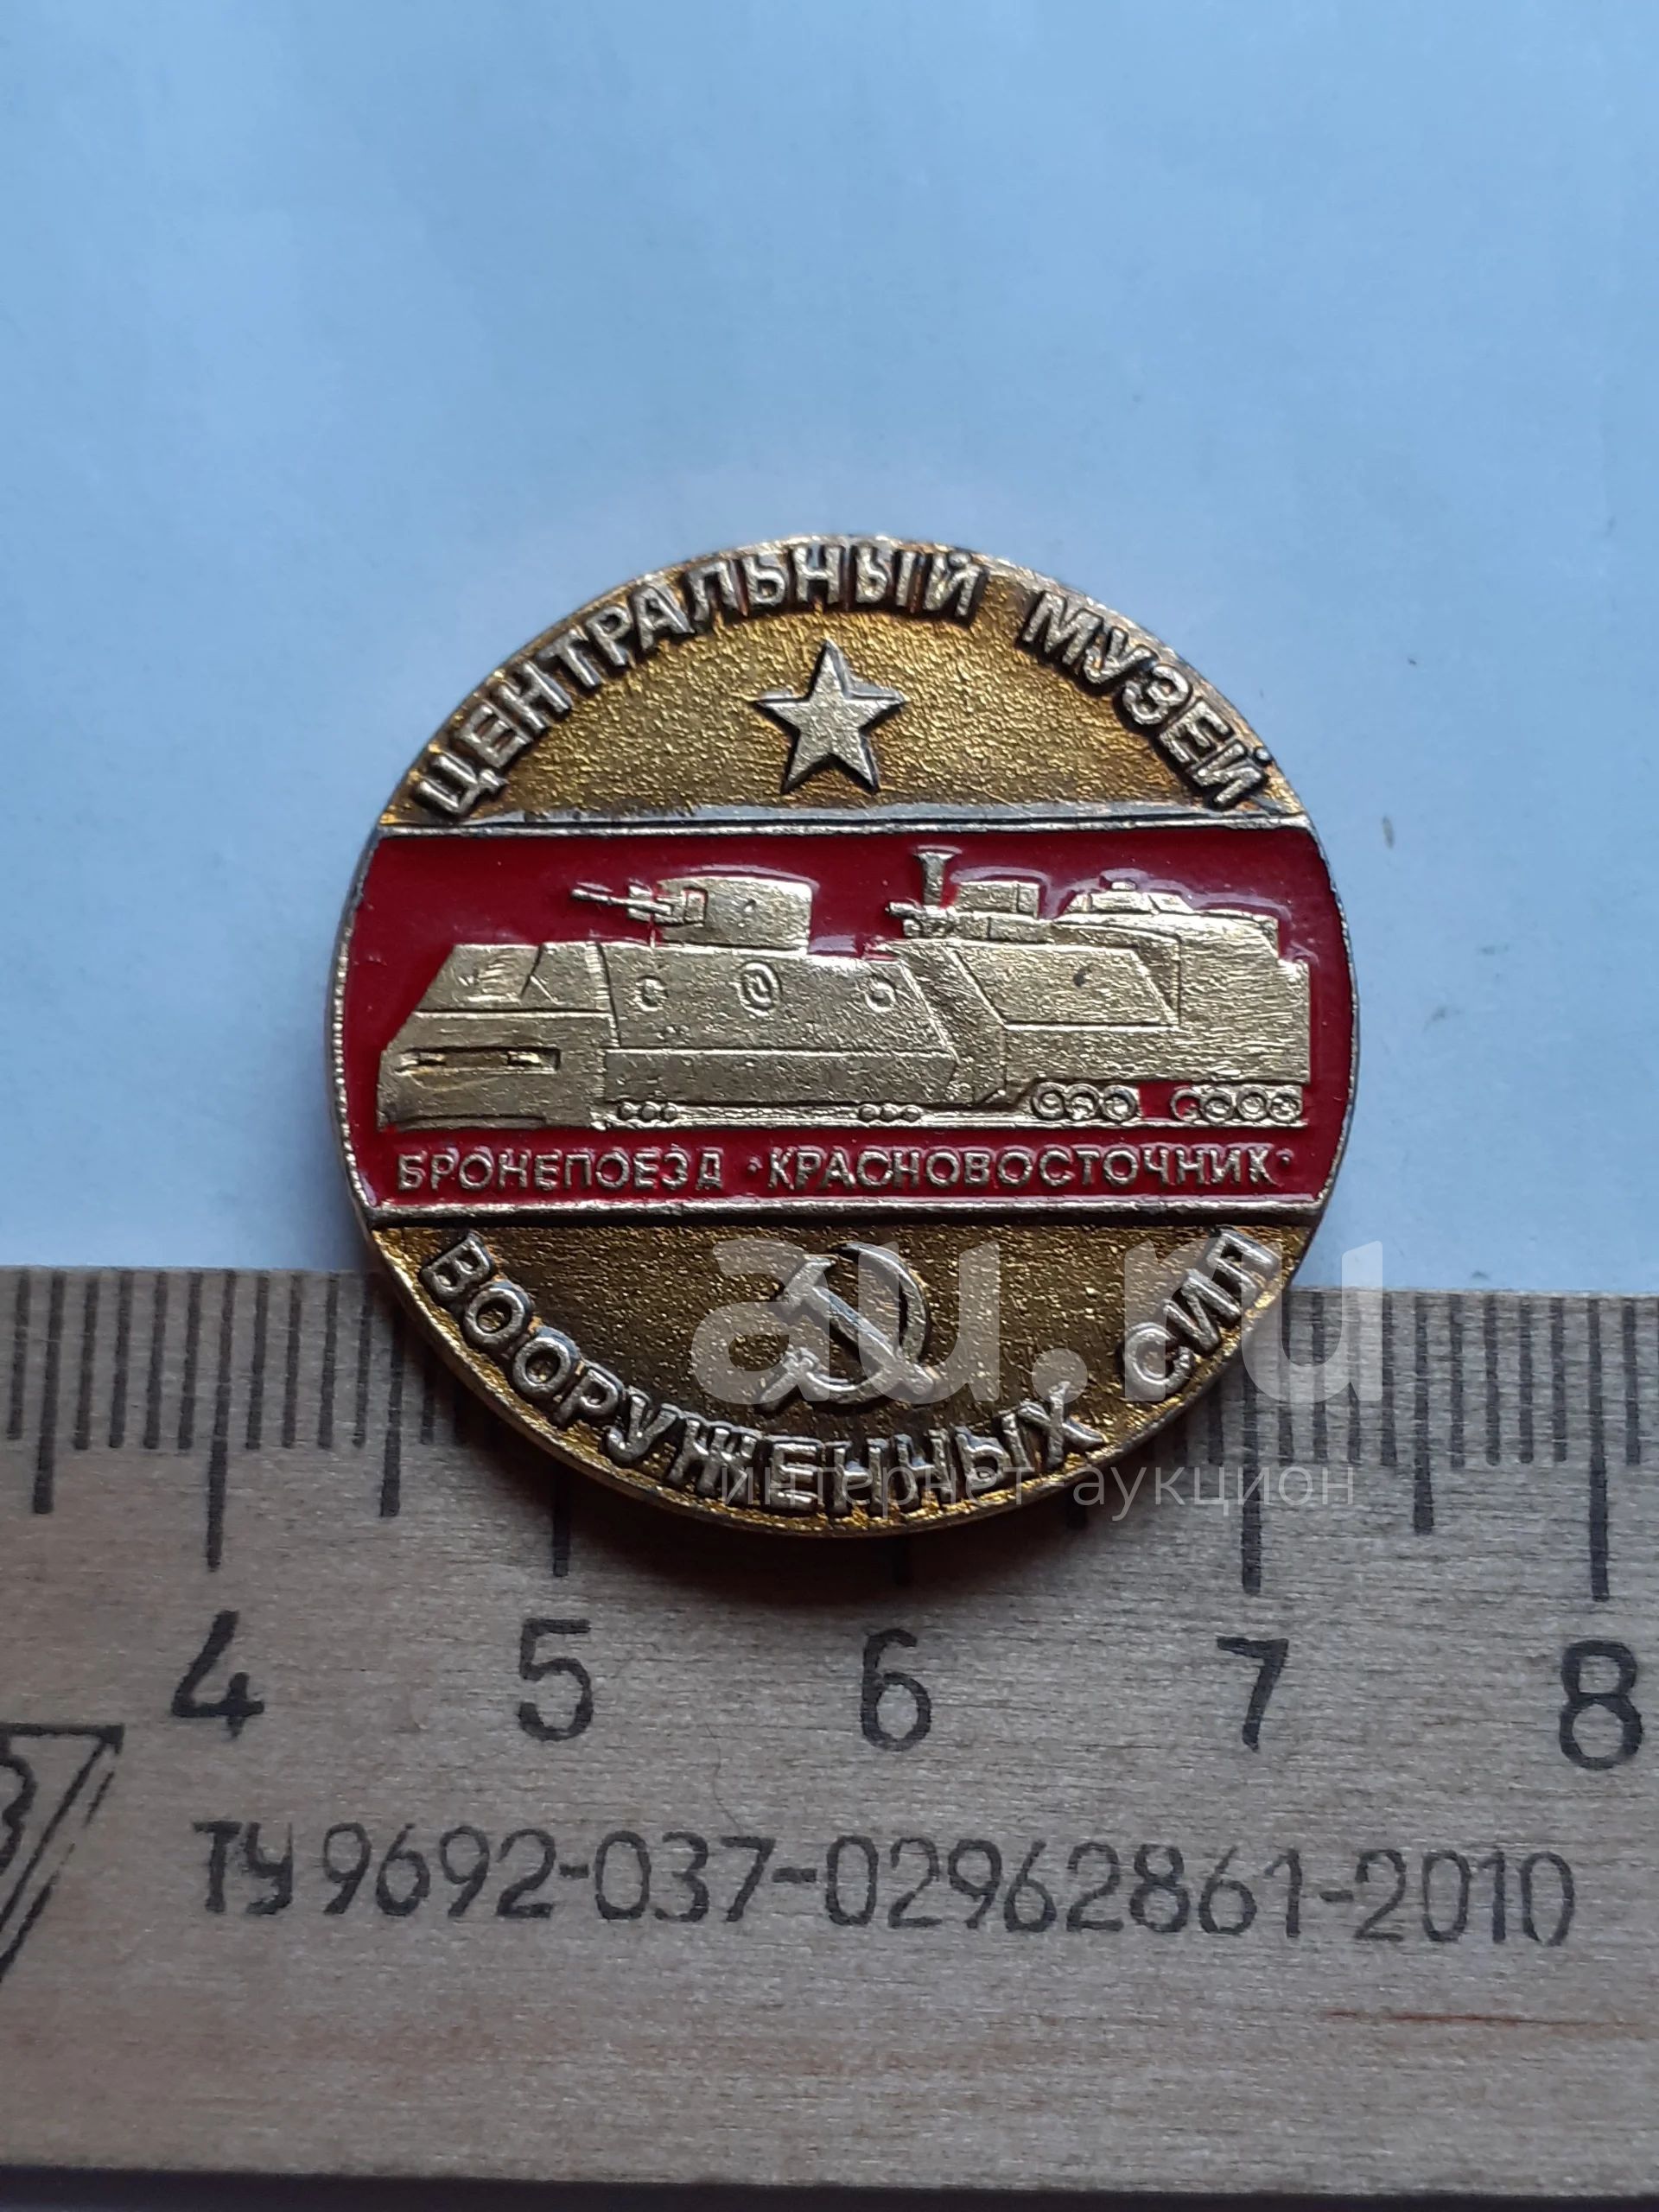 ЦЕНТРАЛЬНЫЙ МУЗЕЙ
БРОНЕПОЕЗД • КРАСНОВОСТОЧНИК •
ВООРУЖЕННЫХ СИЛ
au.ru
интернет аукцион
4 5 6 7 8
ТУ 9692-037-02962861-2010